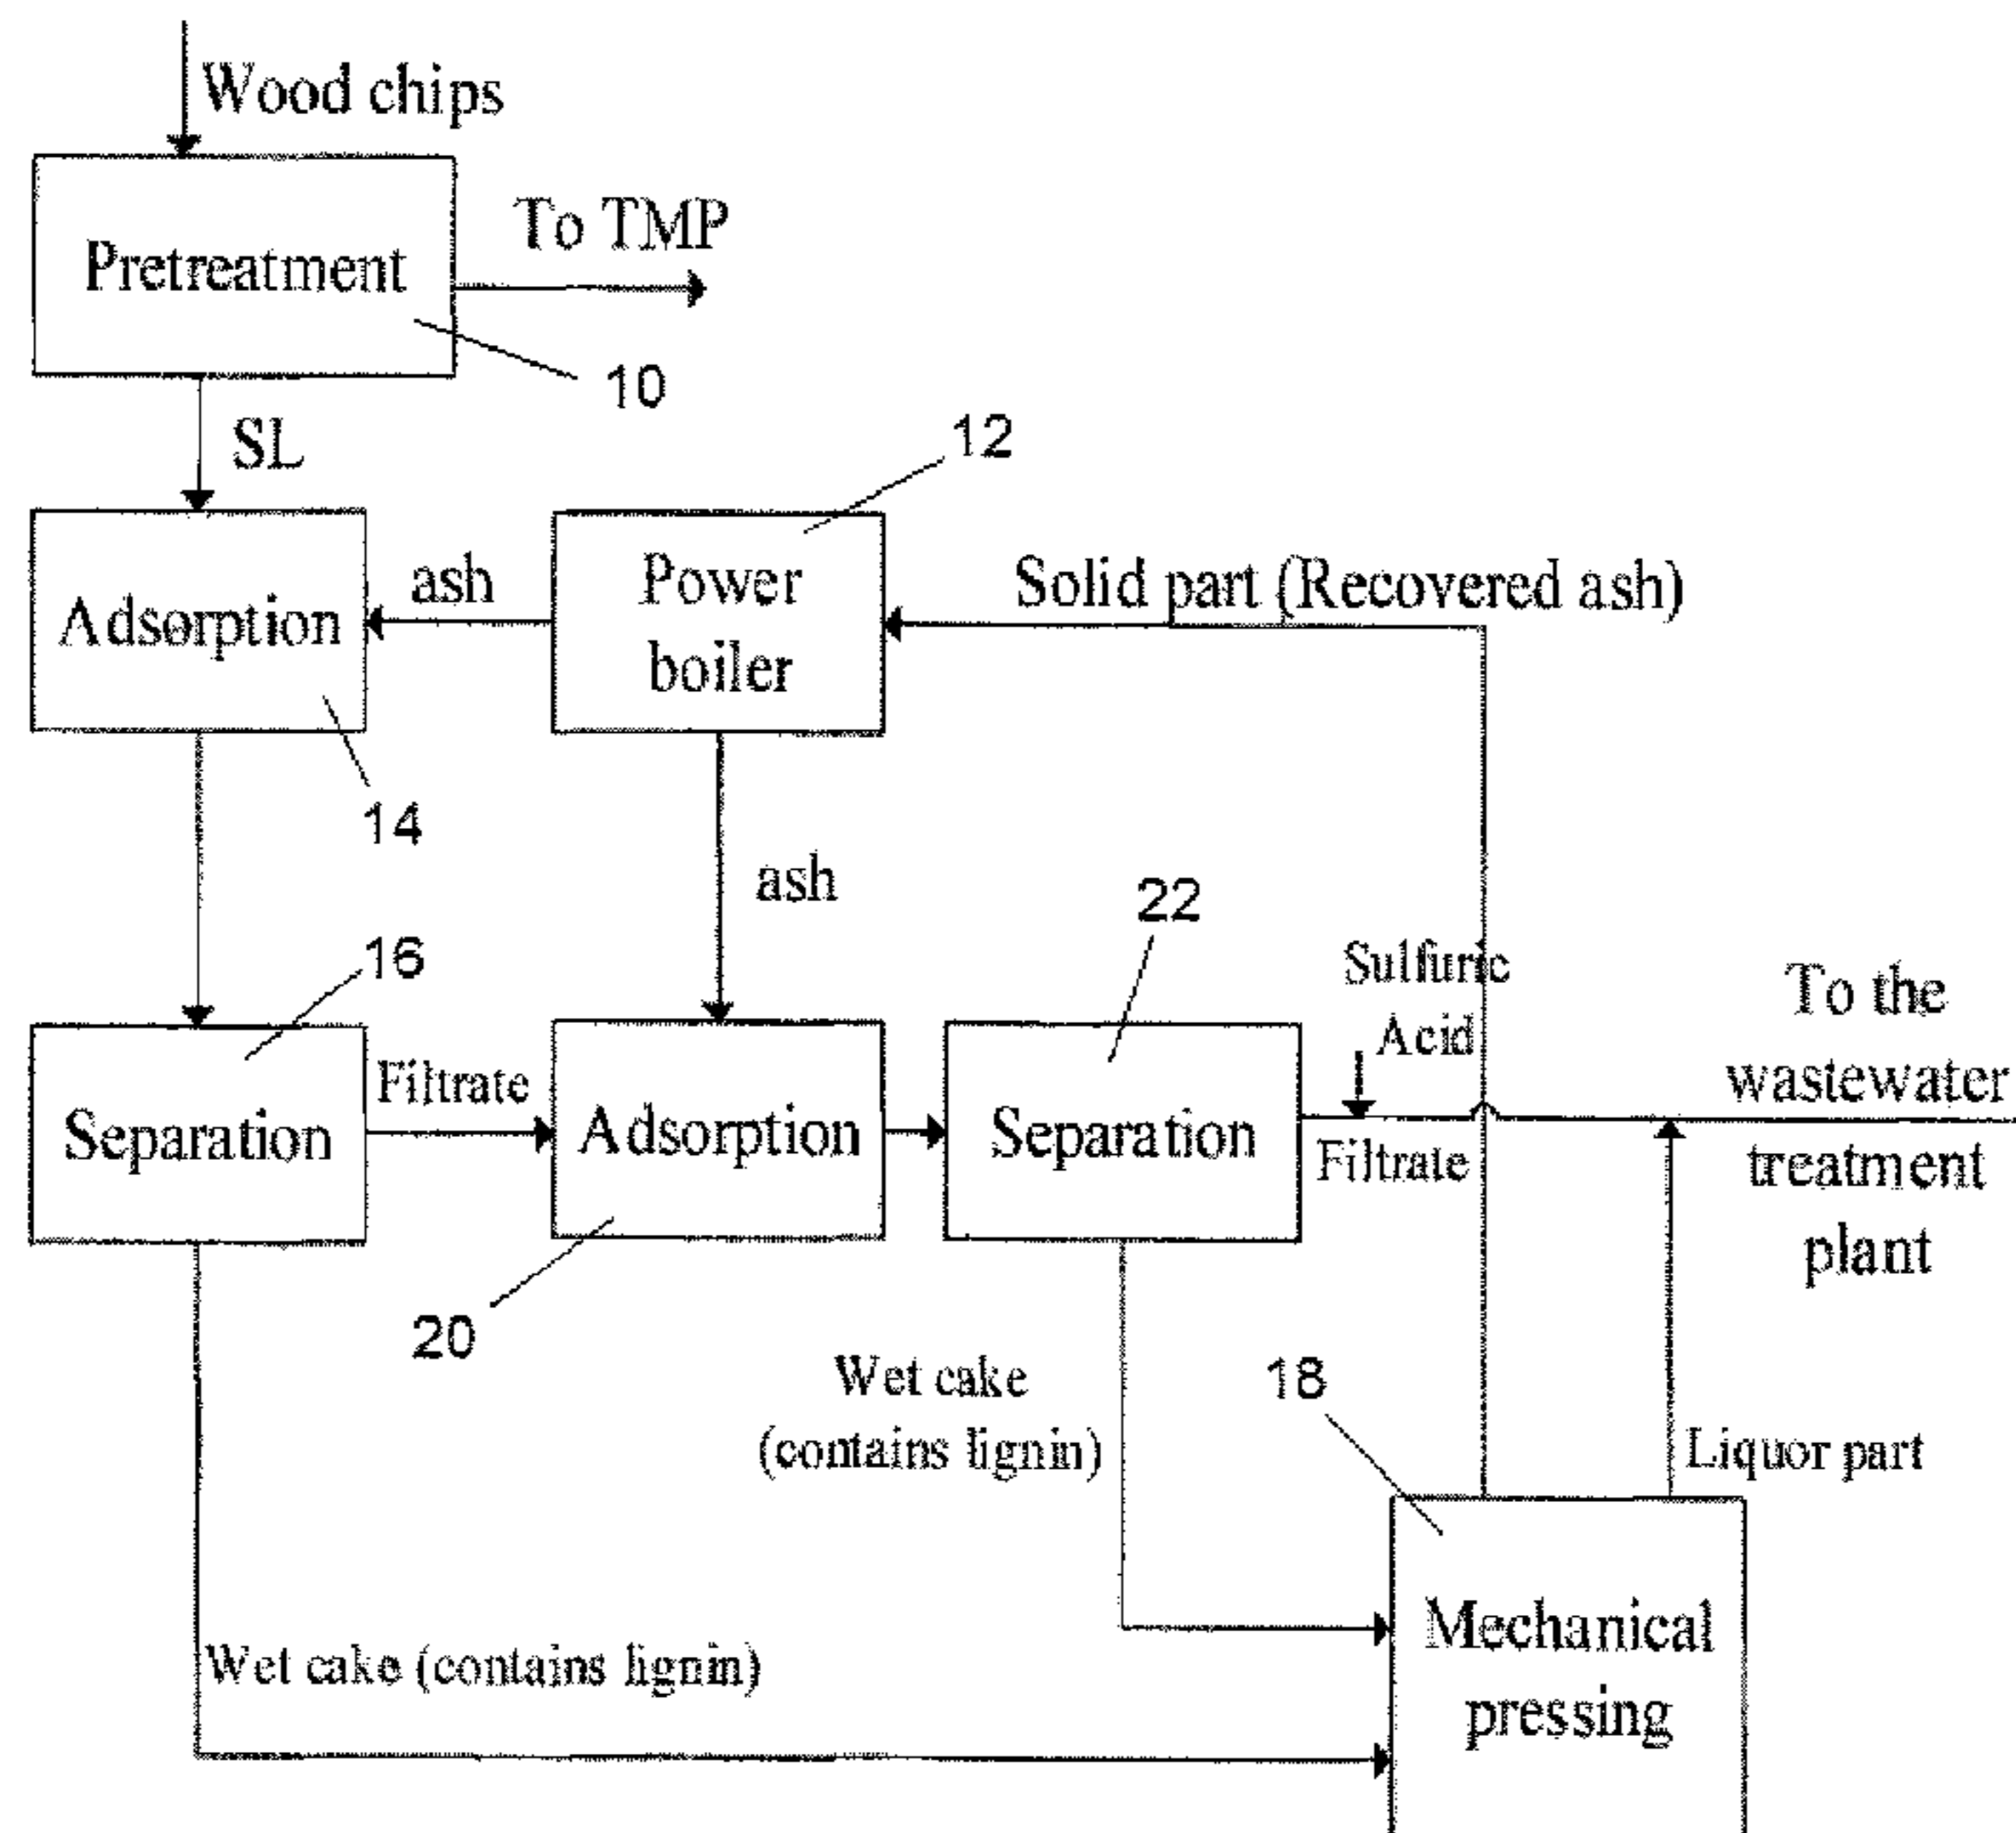 Wood chips
To TMP
Pretreatment
10
SL
12
Adsorption
ash
Power
boiler
Solid part (Recovered ash)
14
ash
22
16
Sulfuric
Acid
To the
wastewater
treatment
plant
Separation
Filtrate
Adsorption
Separation
Filtrate
20
Wet cake
(contains lignin)
18
Liquor part
Wet cake (contains lignin)
Mechanical
pressing